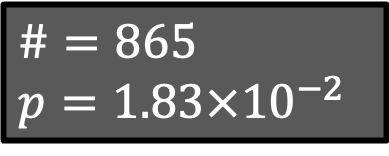 # = 865
p = 1.83×10⁻²